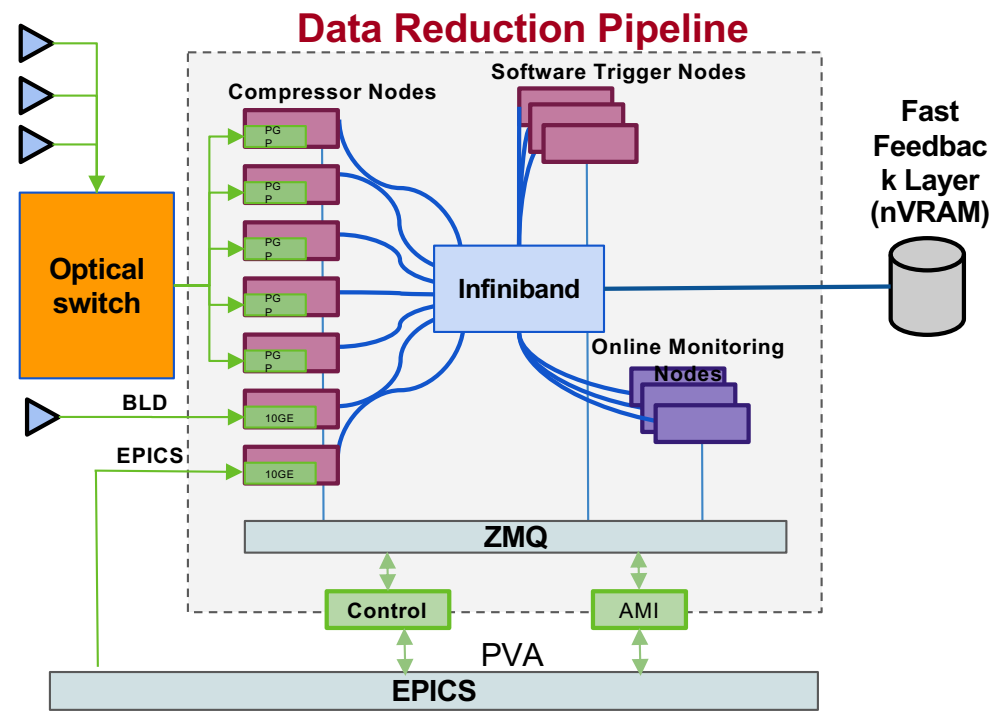 Data Reduction Pipeline
Software Trigger Nodes
Compressor Nodes
PG
P
PG
P
PG
P
PG
P
PG
P
10GE
10GE
Optical
switch
BLD
EPICS
Infiniband
Fast
Feedbac
k Layer
(nVRAM)
Online Monitoring
Nodes
ZMQ
Control
AMI
PVA
EPICS